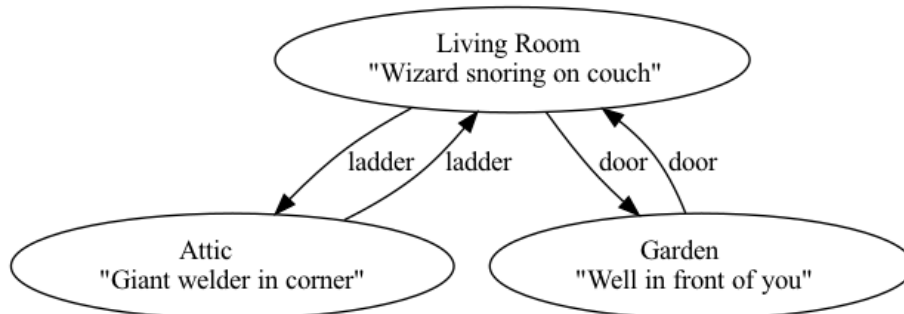 Living Room
"Wizard snoring on couch"
ladder
ladder
door
door
Attic
"Giant welder in corner"
Garden
"Well in front of you"